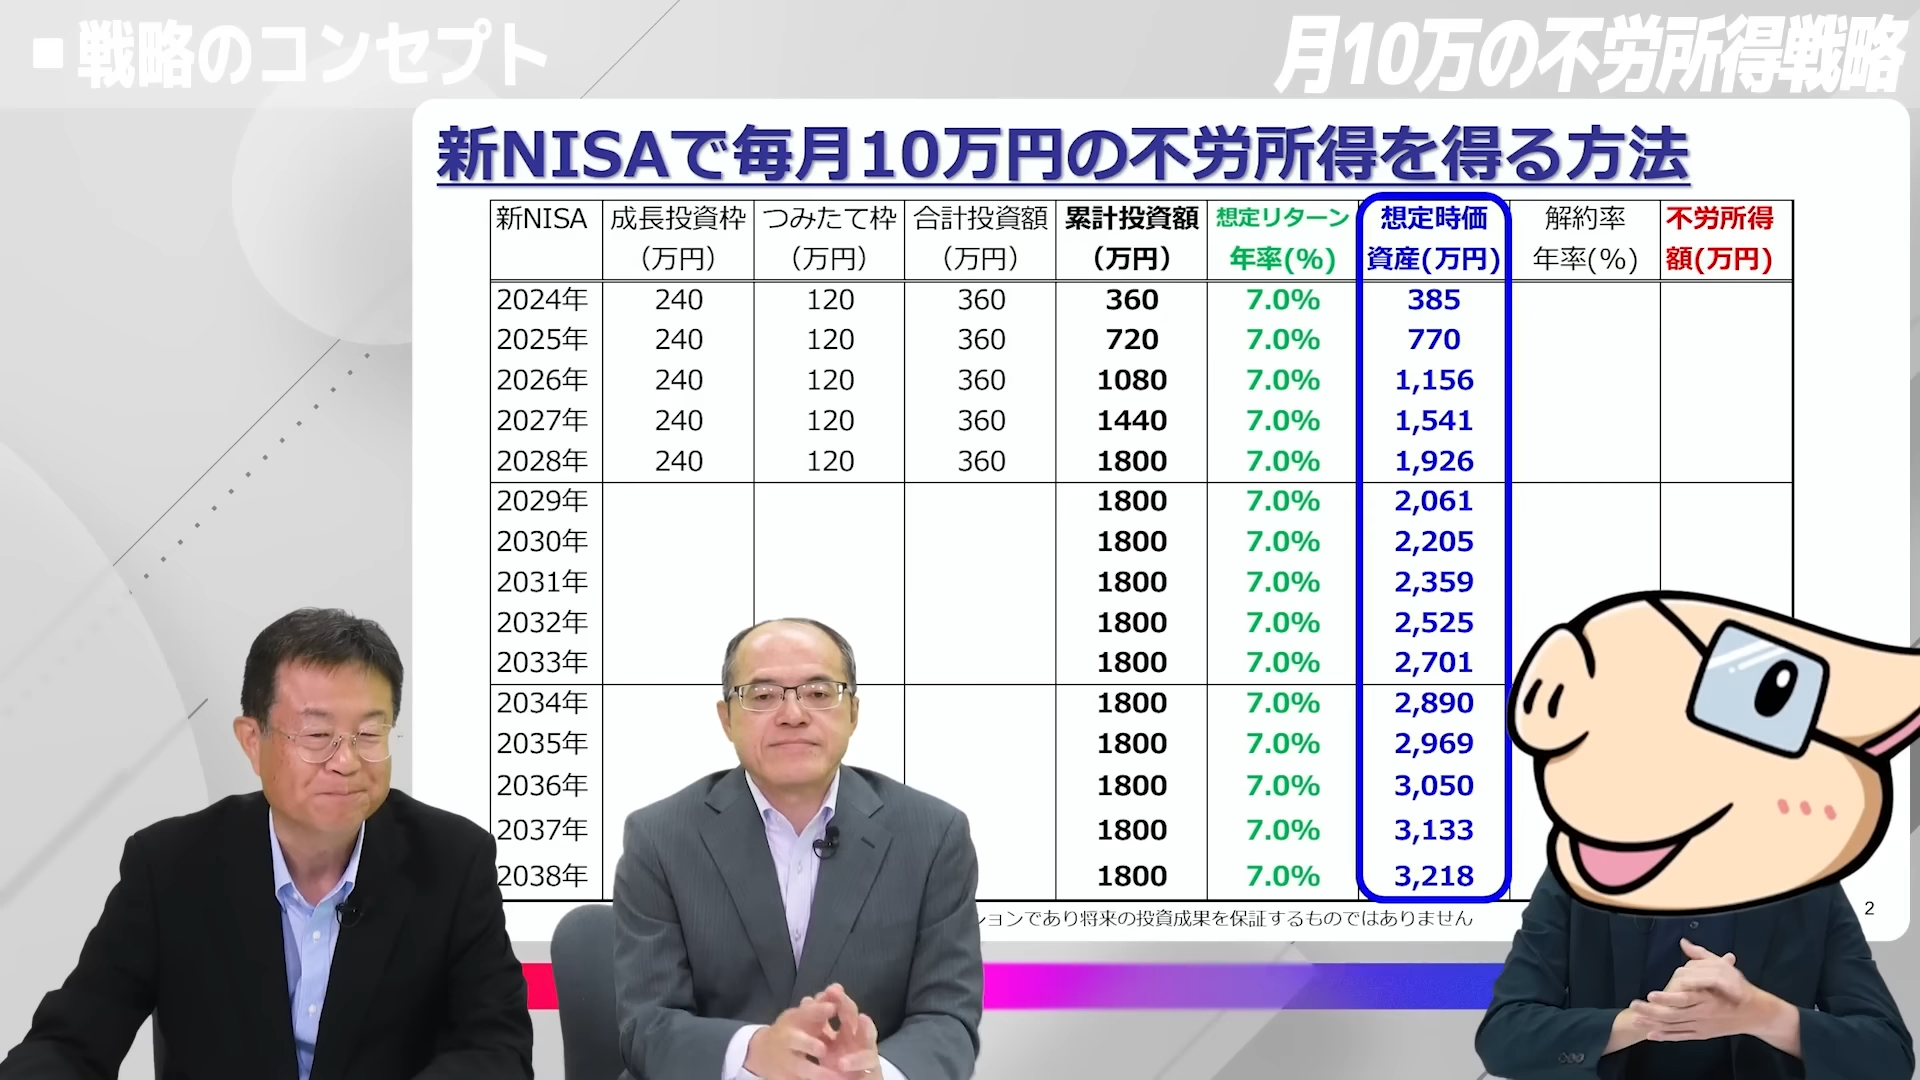 ■戦略のコンセプト
月10万の不労所得戦略
新NISAで毎月10万円の不労所得を得る方法
新NISA 成長投資枠（万円） つみたて枠（万円） 合計投資額（万円） 累計投資額（万円） 想定リターン年率(%) 想定時価資産(万円) 解約率年率(%) 不労所得額(万円)
2024年 240 120 360 360 7.0% 385
2025年 240 120 360 720 7.0% 770
2026年 240 120 360 1080 7.0% 1,156
2027年 240 120 360 1440 7.0% 1,541
2028年 240 120 360 1800 7.0% 1,926
2029年 1800 7.0% 2,061
2030年 1800 7.0% 2,205
2031年 1800 7.0% 2,359
2032年 1800 7.0% 2,525
2033年 1800 7.0% 2,701
2034年 1800 7.0% 2,890
2035年 1800 7.0% 2,969
2036年 1800 7.0% 3,050
2037年 1800 7.0% 3,133
2038年 1800 7.0% 3,218
ションであり将来の投資成果を保証するものではありません
2